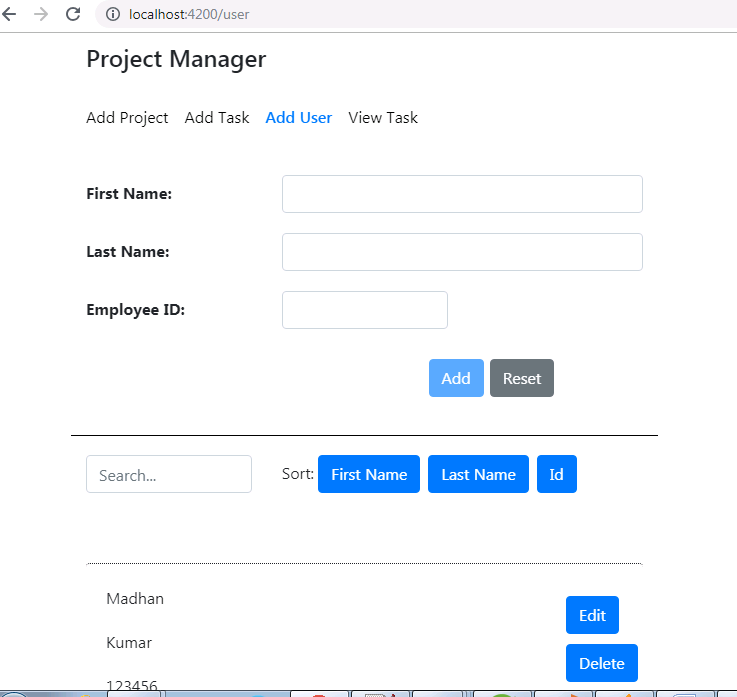 localhost:4200/user
Project Manager
Add Project Add Task Add User View Task
First Name:
Last Name:
Employee ID:
Add Reset
Search... Sort: First Name Last Name Id
Madhan
Edit
Kumar
Delete
123456